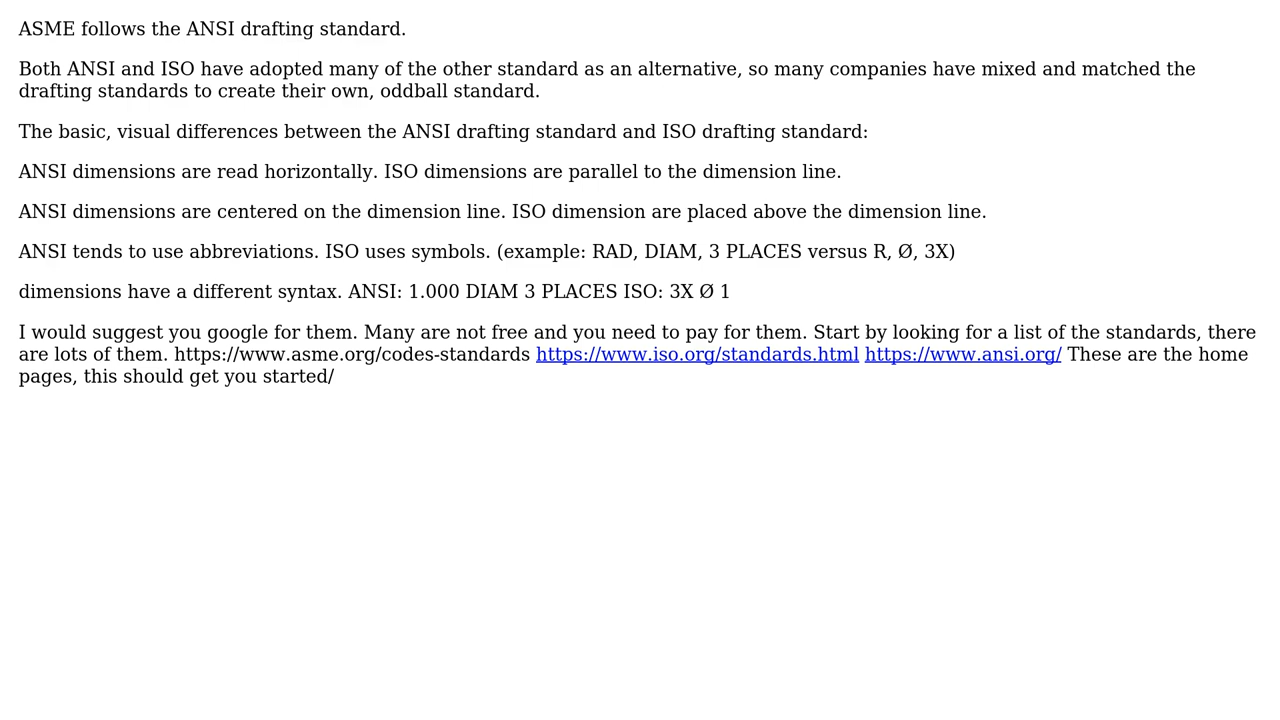 ASME follows the ANSI drafting standard.
Both ANSI and ISO have adopted many of the other standard as an alternative, so many companies have mixed and matched the
drafting standards to create their own, oddball standard.
The basic, visual differences between the ANSI drafting standard and ISO drafting standard:
ANSI dimensions are read horizontally. ISO dimensions are parallel to the dimension line.
ANSI dimensions are centered on the dimension line. ISO dimension are placed above the dimension line.
ANSI tends to use abbreviations. ISO uses symbols. (example: RAD, DIAM, 3 PLACES versus R, Ø, 3X)
dimensions have a different syntax. ANSI: 1.000 DIAM 3 PLACES ISO: 3X Ø 1
I would suggest you google for them. Many are not free and you need to pay for them. Start by looking for a list of the standards, there
are lots of them. https://www.asme.org/codes-standards https://www.iso.org/standards.html https://www.ansi.org/ These are the home
pages, this should get you started/